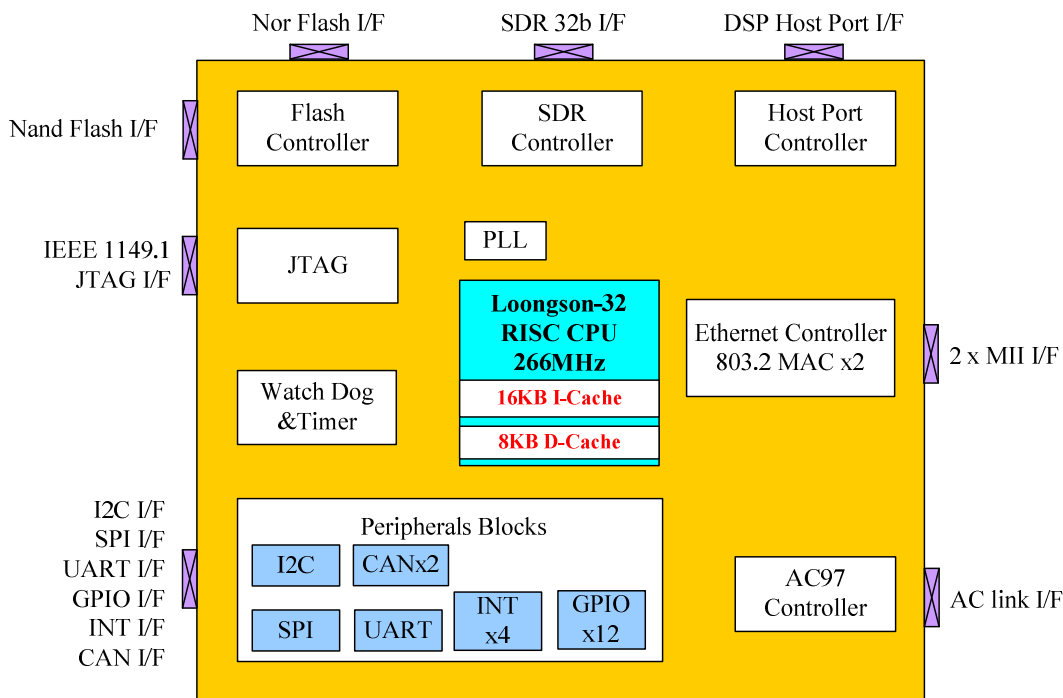 Nor Flash I/F
SDR 32b I/F
DSP Host Port I/F
Nand Flash I/F
Flash
Controller
SDR
Controller
Host Port
Controller
IEEE 1149.1
JTAG I/F
JTAG
PLL
Loongson-32
RISC CPU
266MHz
16KB I-Cache
8KB D-Cache
Ethernet Controller
803.2 MAC x2
2 x MII I/F
Watch Dog
&Timer
I2C I/F
SPI I/F
UART I/F
GPIO I/F
INT I/F
CAN I/F
Peripherals Blocks
I2C
CANx2
SPI
UART
INT
x4
GPIO
x12
AC97
Controller
AC link I/F